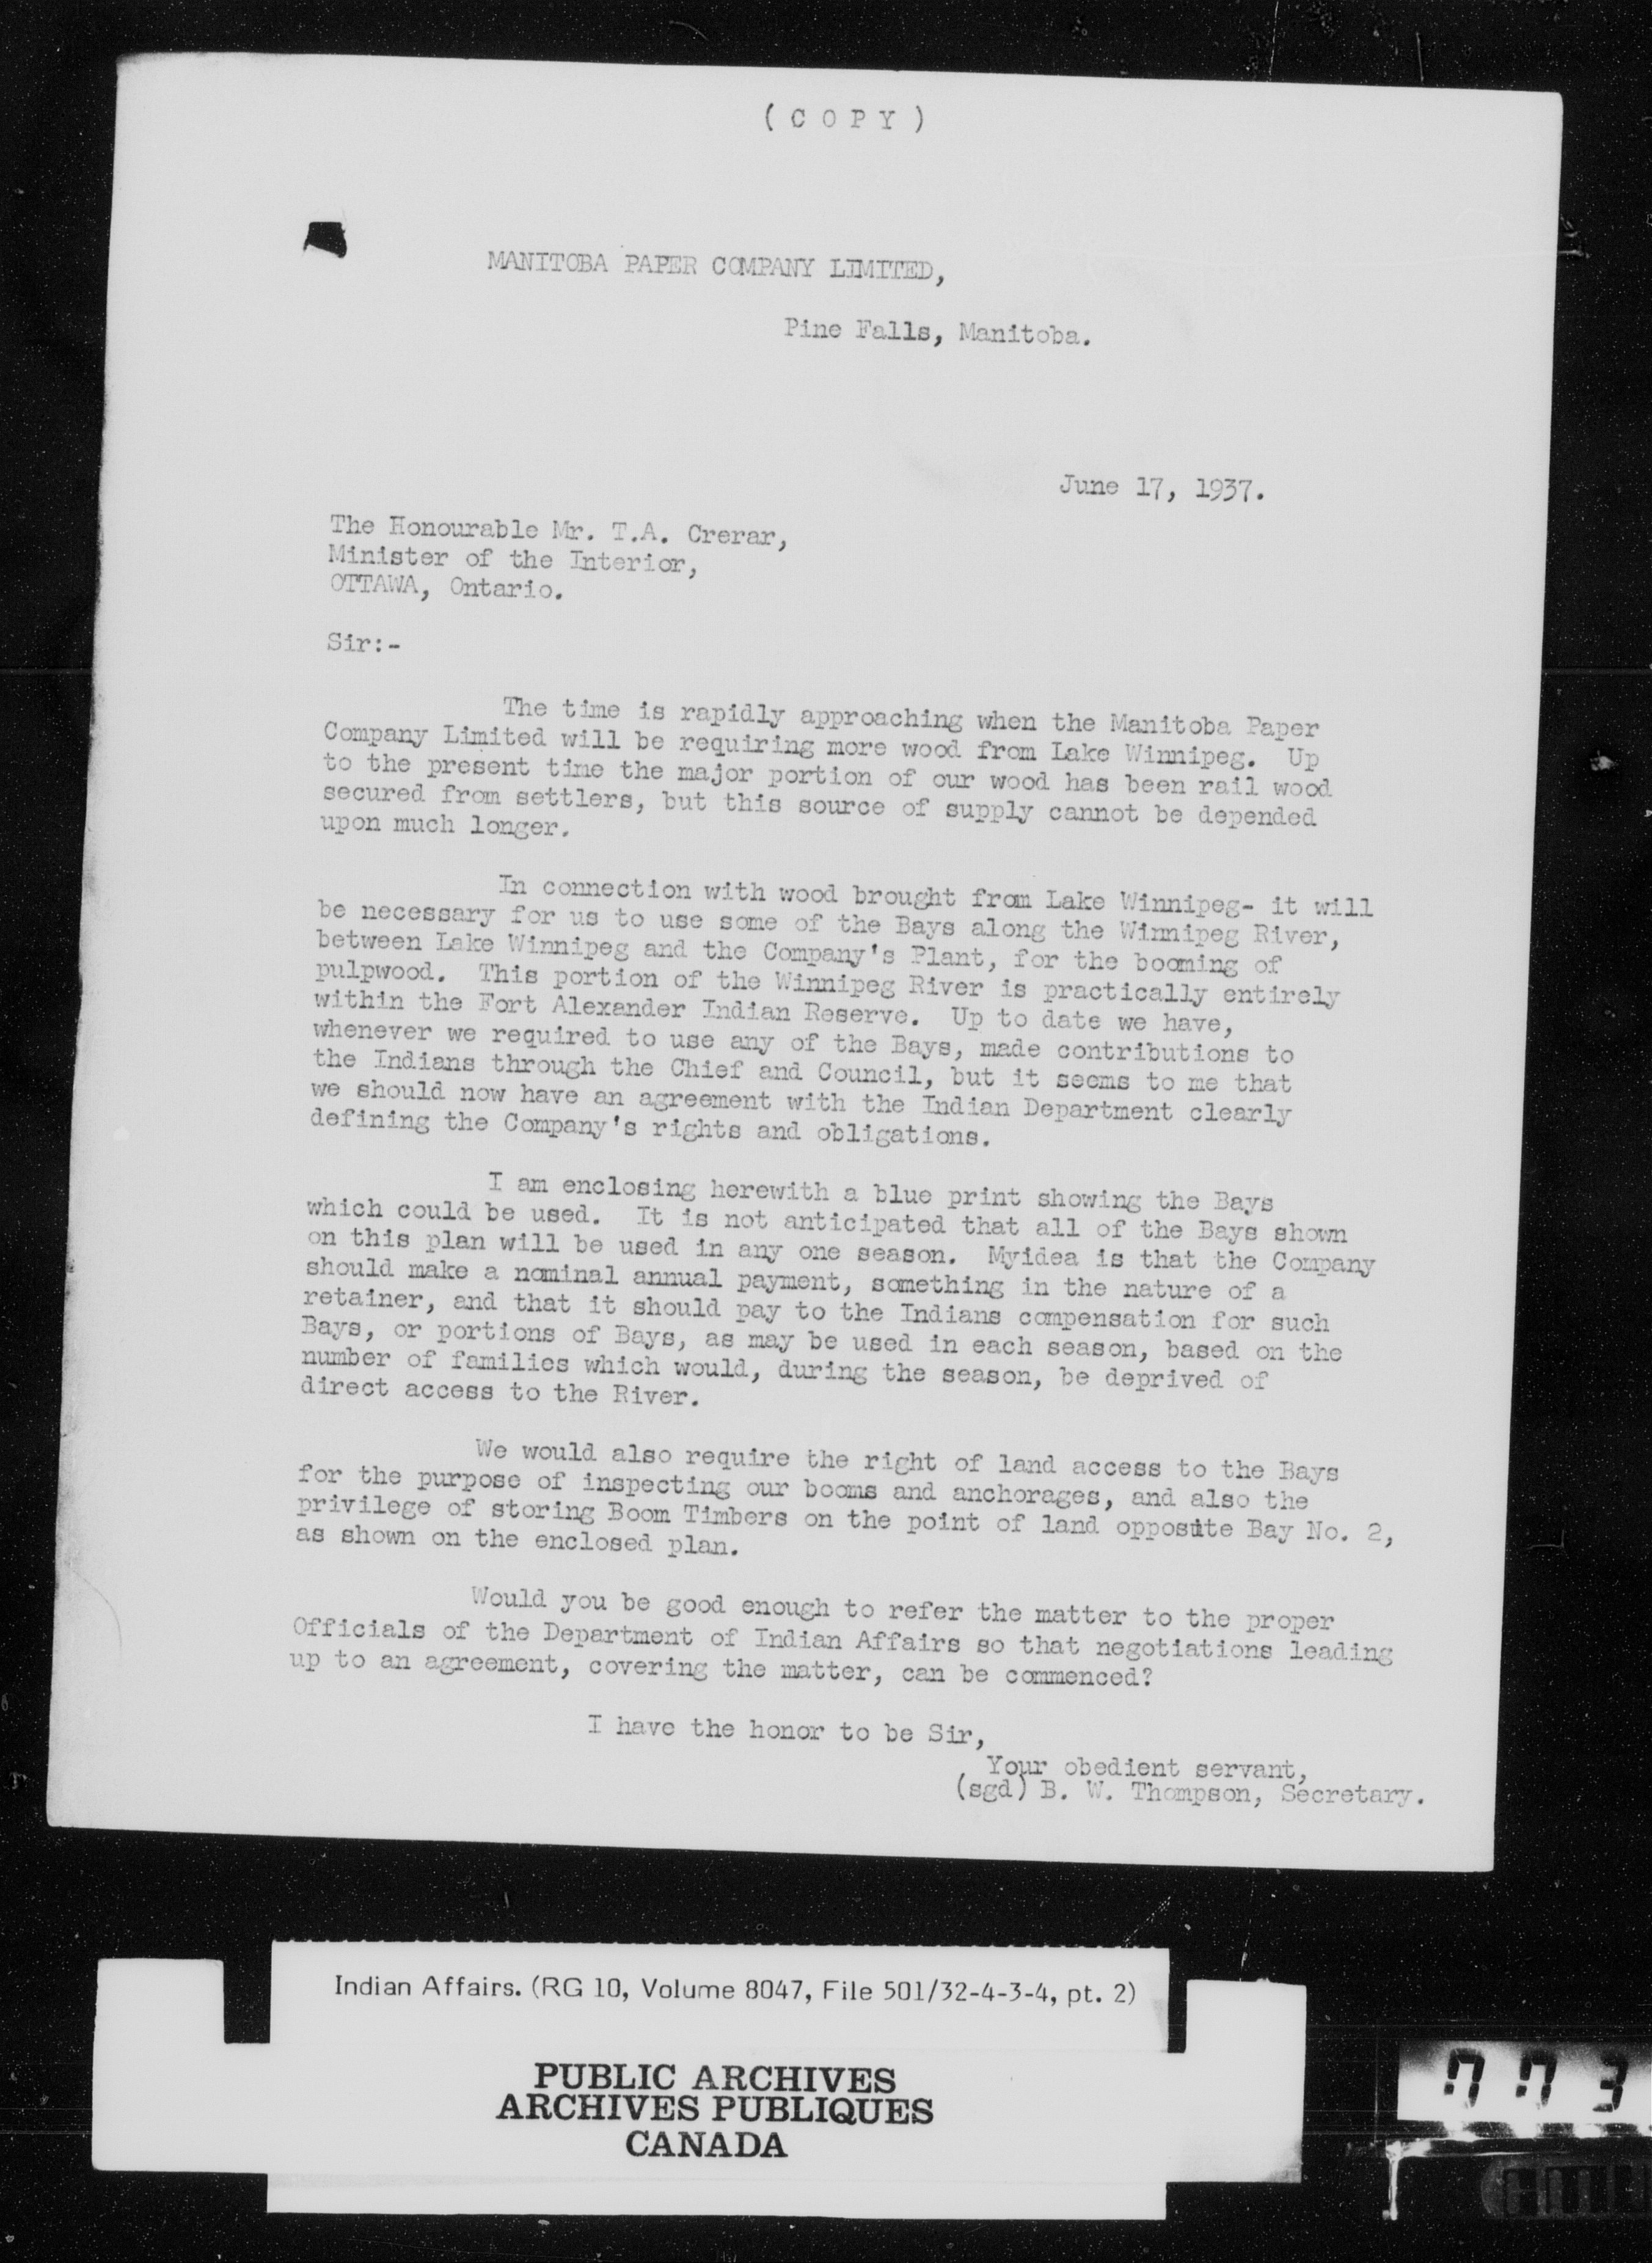 ( C O P Y )
MANITOBA PAPER COMPANY LIMITED,
Pine Falls, Manitoba.
June 17, 1937.
The Honourable Mr. T.A. Crerar,
Minister of the Interior,
OTTAWA, Ontario.
Sir:-
The time is rapidly approaching when the Manitoba Paper
Company Limited will be requiring more wood from Lake Winnipeg. Up
to the present time the major portion of our wood has been rail wood
secured from settlers, but this source of supply cannot be depended
upon much longer.
In connection with wood brought from Lake Winnipeg- it will
be necessary for us to use some of the Bays along the Winnipeg River,
between Lake Winnipeg and the Company's Plant, for the booming of
pulpwood. This portion of the Winnipeg River is practically entirely
within the Fort Alexander Indian Reserve. Up to date we have,
whenever we required to use any of the Bays, made contributions to
the Indians through the Chief and Council, but it seems to me that
we should now have an agreement with the Indian Department clearly
defining the Company's rights and obligations.
I am enclosing herewith a blue print showing the Bays
which could be used. It is not anticipated that all of the Bays shown
on this plan will be used in any one season. Myidea is that the Company
should make a nominal annual payment, something in the nature of a
retainer, and that it should pay to the Indians compensation for such
Bays, or portions of Bays, as may be used in each season, based on the
number of families which would, during the season, be deprived of
direct access to the River.
We would also require the right of land access to the Bays
for the purpose of inspecting our booms and anchorages, and also the
privilege of storing Boom Timbers on the point of land opposite Bay No. 2,
as shown on the enclosed plan.
Would you be good enough to refer the matter to the proper
Officials of the Department of Indian Affairs so that negotiations leading
up to an agreement, covering the matter, can be commenced?
I have the honor to be Sir,
Your obedient servant,
(sgd) B. W. Thompson, Secretary.
Indian Affairs. (RG 10, Volume 8047, File 501/32-4-3-4, pt. 2)
PUBLIC ARCHIVES
ARCHIVES PUBLIQUES
CANADA